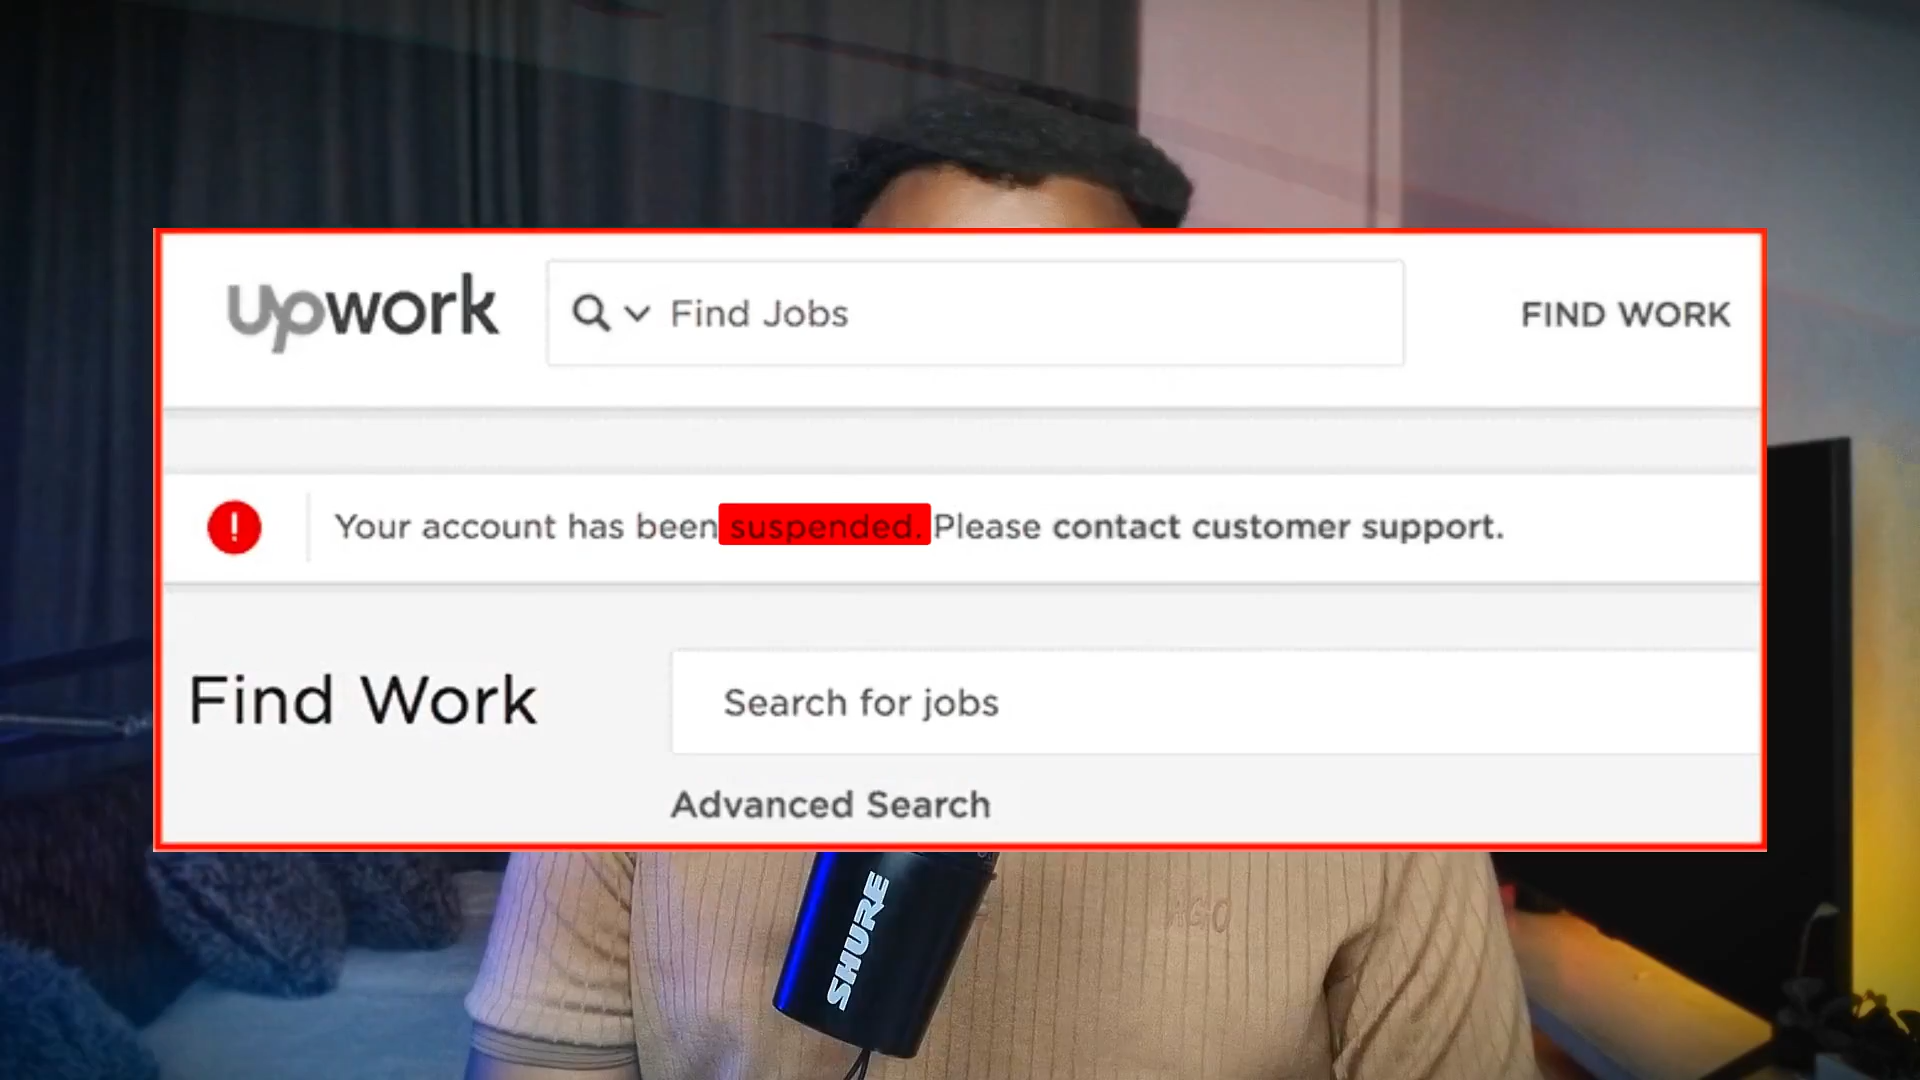 upwork
Find Jobs
FIND WORK
Your account has been suspended. Please contact customer support.
Find Work
Search for jobs
Advanced Search
SHURE